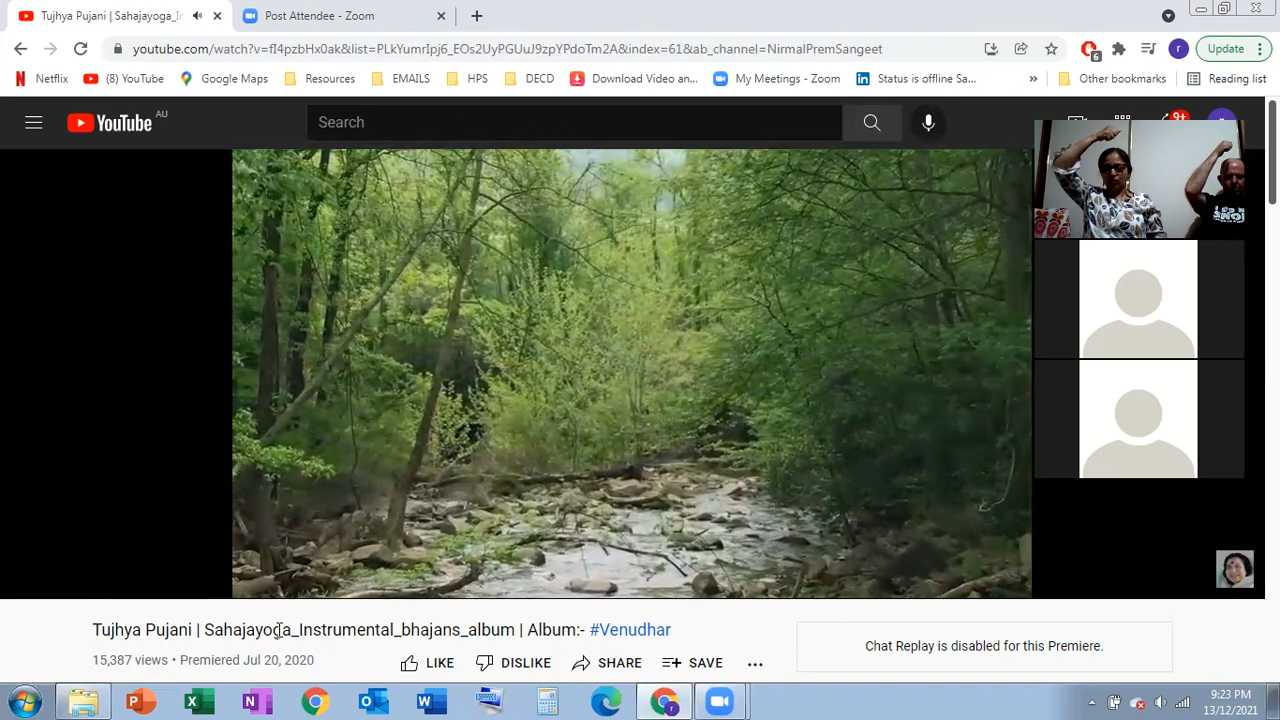 Tujhya Pujani | Sahajayoga_In
Post Attendee - Zoom
youtube.com/watch?v=fI4pzbHx0ak&list=PLkYumrIpj6_EOs2UyPGUuJ9zpYPdoTm2A&index=61&ab_channel=NirmalPremSangeet
6
r
Update
Netflix
(8) YouTube
Google Maps
Resources
EMAILS
HPS
DECD
Download Video an...
My Meetings - Zoom
Status is offline Sa...
»
Other bookmarks
Reading list
YouTube AU
Search
9+
Tujhya Pujani | Sahajayoga_Instrumental_bhajans_album | Album:- #Venudhar
15,387 views • Premiered Jul 20, 2020
LIKE
DISLIKE
SHARE
SAVE
Chat Replay is disabled for this Premiere.
9:23 PM
13/12/2021